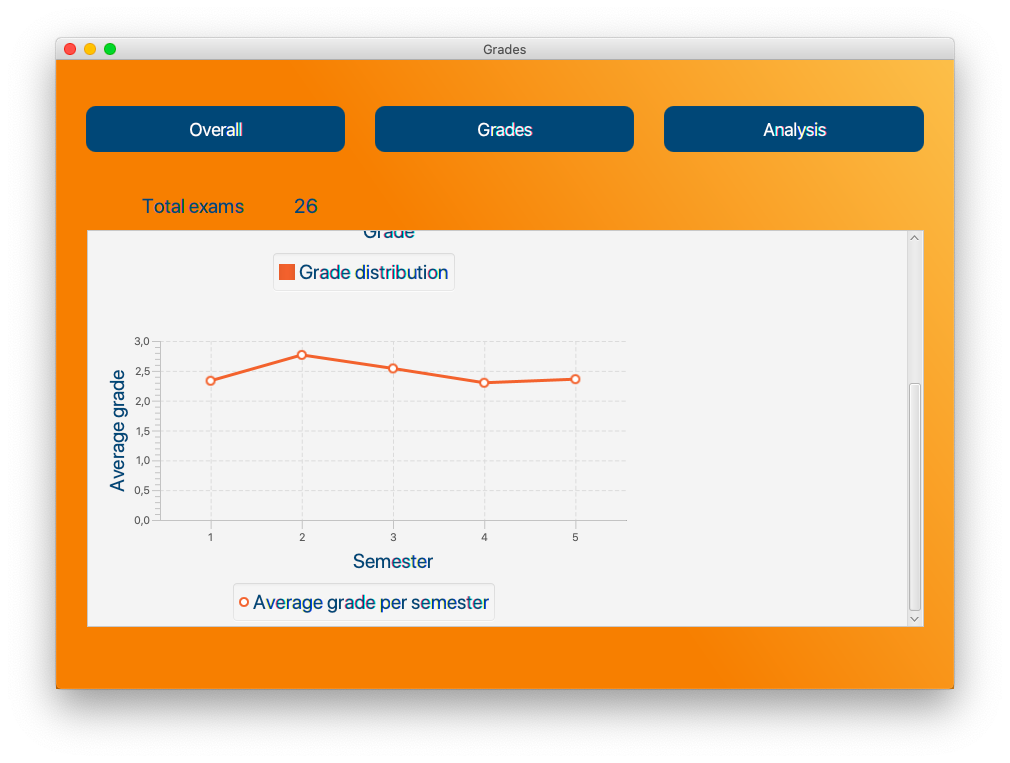 Grades
Overall Grades Analysis
Total exams 26
Grade
Grade distribution
3,0
2,5
2,0
1,5
1,0
0,5
0,0
Average grade
1 2 3 4 5
Semester
Average grade per semester